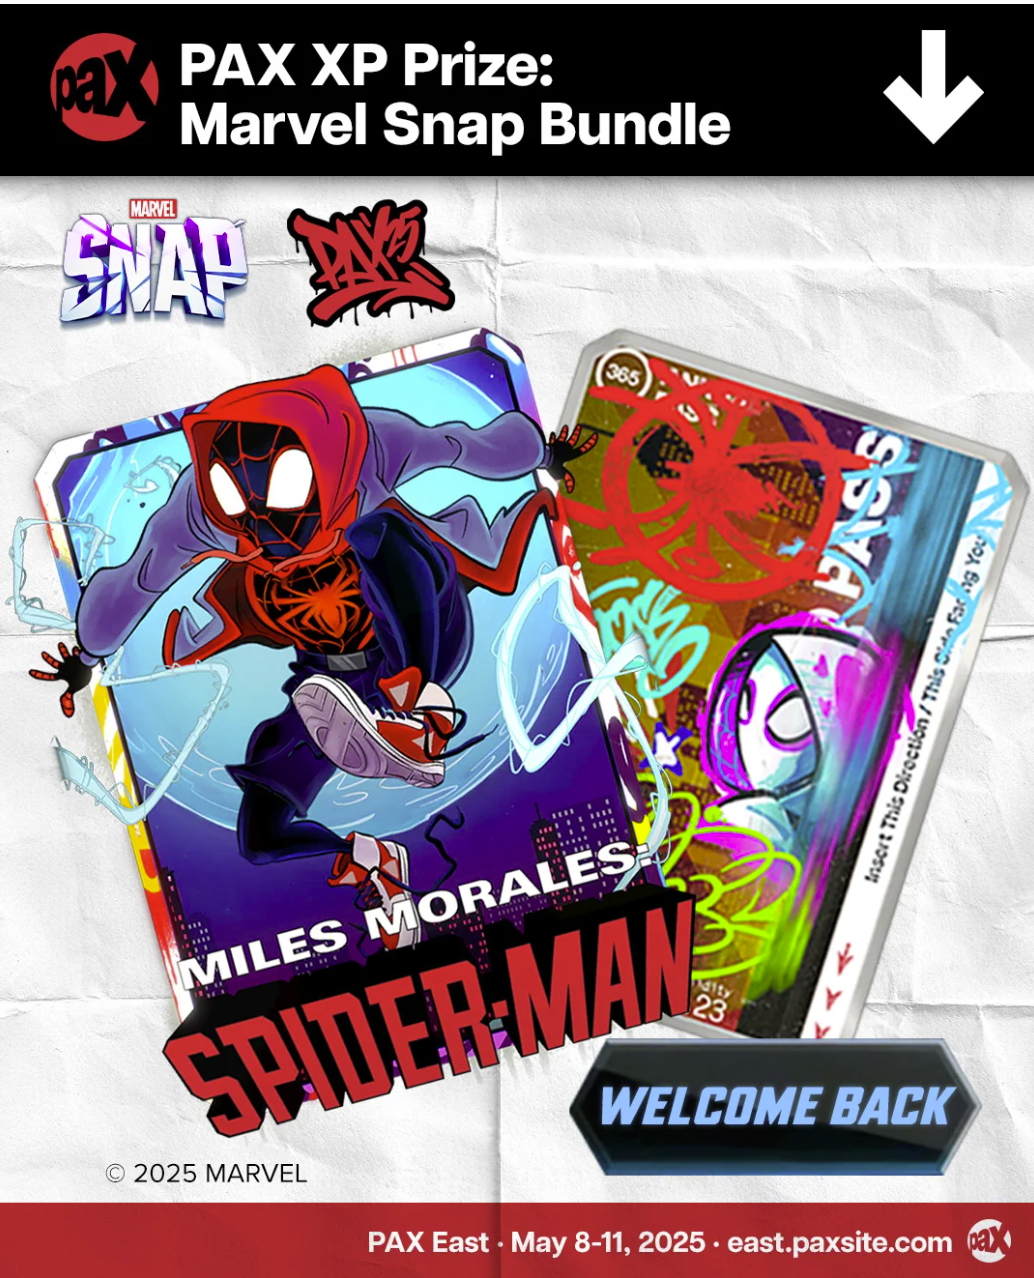 pax
PAX XP Prize:
Marvel Snap Bundle
MARVEL
SNAP
PAX25
365
PASS
Insert This Direction / This Side Facing You
23
MILES MORALES:
SPIDER-MAN
WELCOME BACK
© 2025 MARVEL
PAX East · May 8-11, 2025 · east.paxsite.com
pax